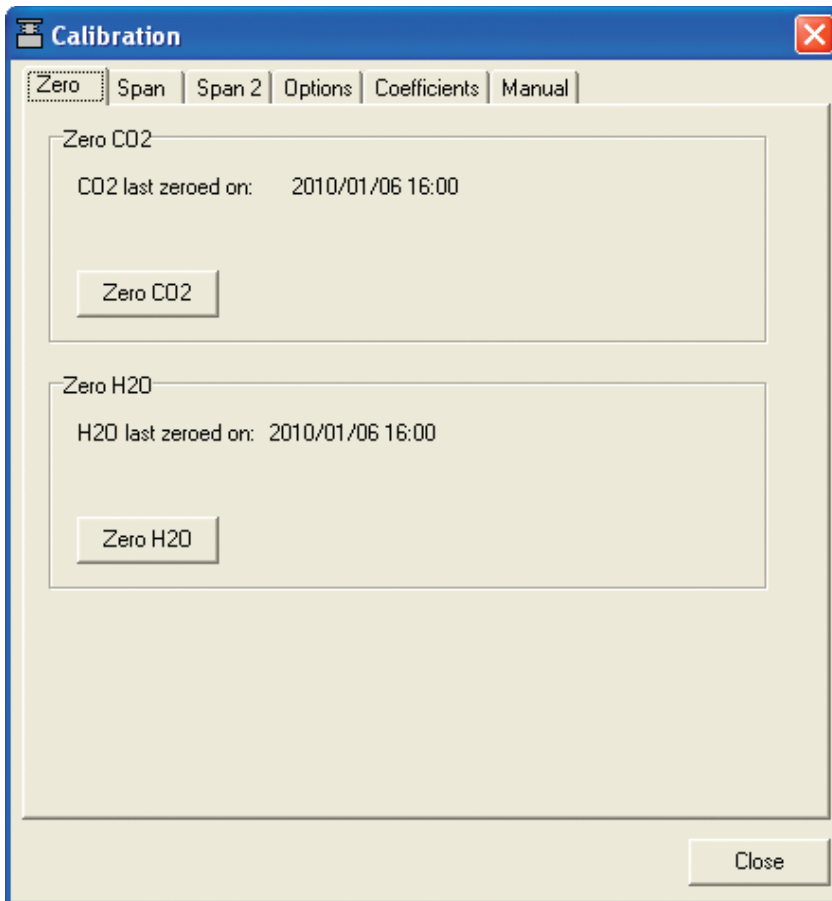 Calibration
Zero Span Span 2 Options Coefficients Manual
Zero CO2
CO2 last zeroed on: 2010/01/06 16:00
Zero CO2
Zero H2O
H2O last zeroed on: 2010/01/06 16:00
Zero H2O
Close